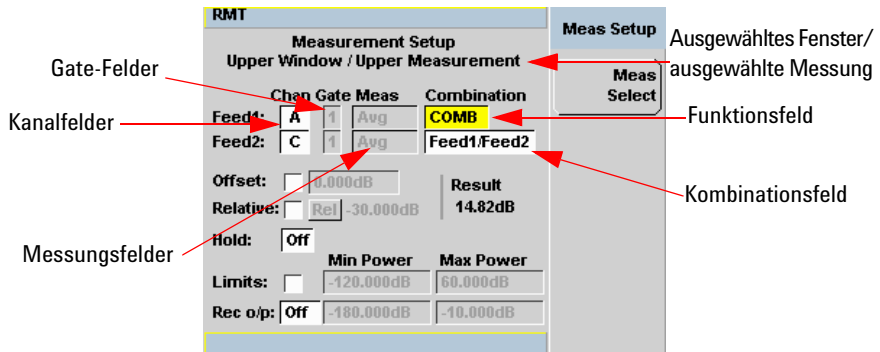 RMT
Meas Setup
Measurement Setup
Upper Window / Upper Measurement
Ausgewähltes Fenster/
ausgewählte Messung
Meas
Select
Gate-Felder
Chan Gate Meas Combination
Kanalfelder
Feed1: A 1 Avg COMB
Funktionsfeld
Feed2: C 1 Avg Feed1/Feed2
Offset: 0.000dB Result
Kombinationsfeld
Relative: Rel -30.000dB 14.82dB
Messungsfelder
Hold: Off
Min Power Max Power
Limits: -120.000dB 60.000dB
Rec o/p: Off -180.000dB -10.000dB